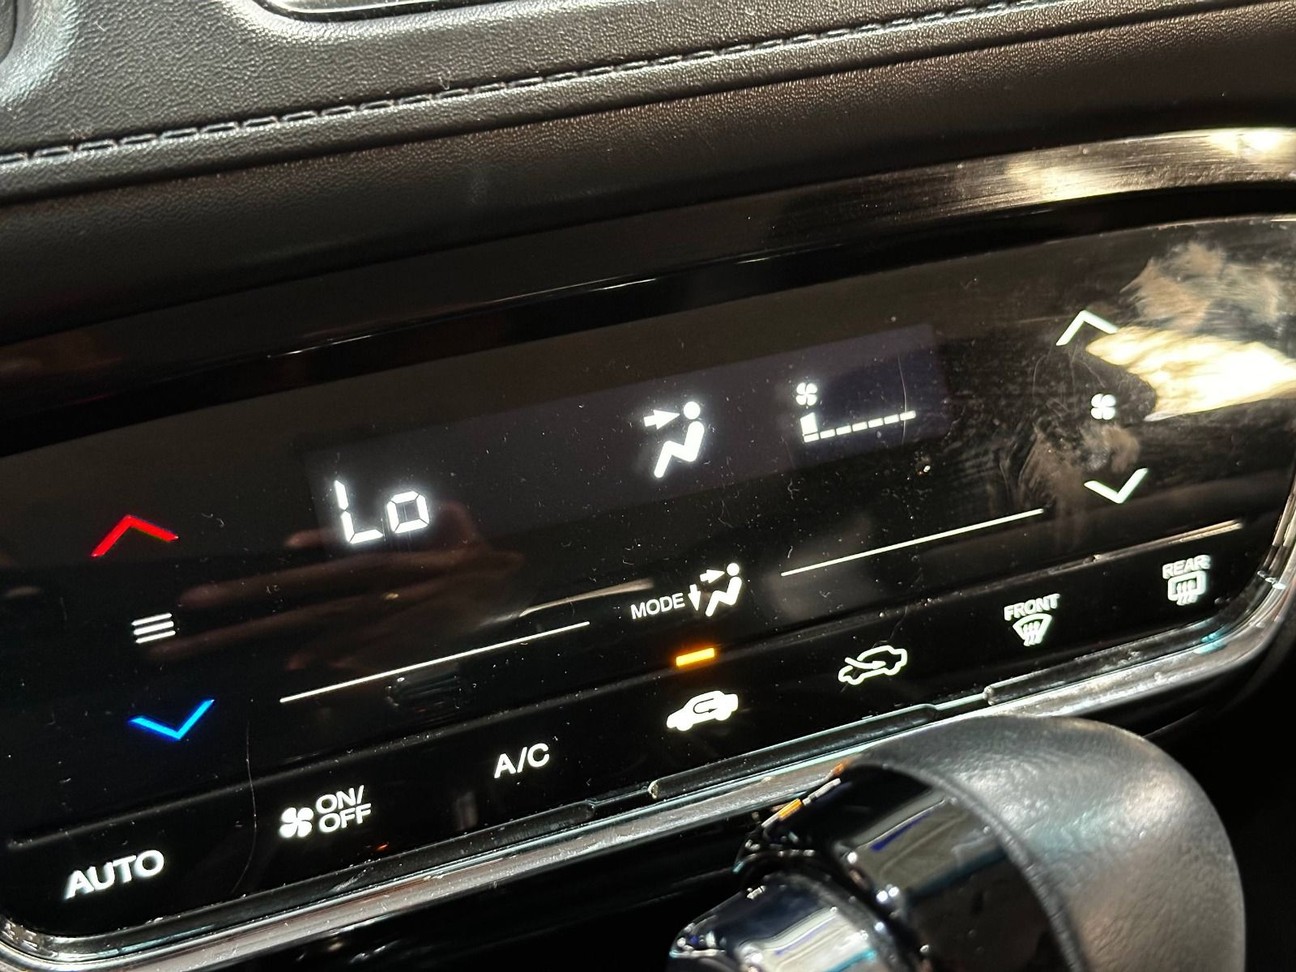 Lo
MODE
REAR
FRONT
A/C
ON/
OFF
AUTO